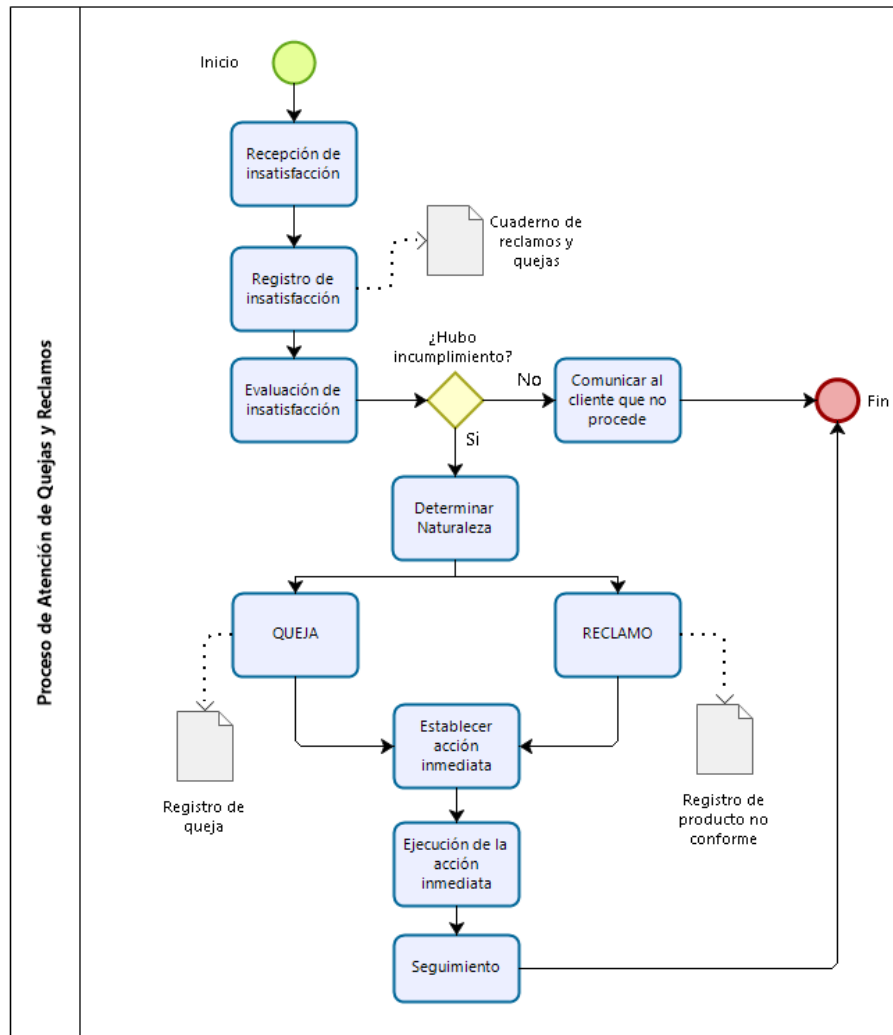 Proceso de Atención de Quejas y Reclamos
Inicio
Recepción de
insatisfacción
Registro de
insatisfacción
Cuaderno de
reclamos y
quejas
Evaluación de
insatisfacción
¿Hubo
incumplimiento?
No
Comunicar al
cliente que no
procede
Fin
Si
Determinar
Naturaleza
QUEJA
RECLAMO
Establecer
acción
inmediata
Registro de
queja
Registro de
producto no
conforme
Ejecución de la
acción
inmediata
Seguimiento